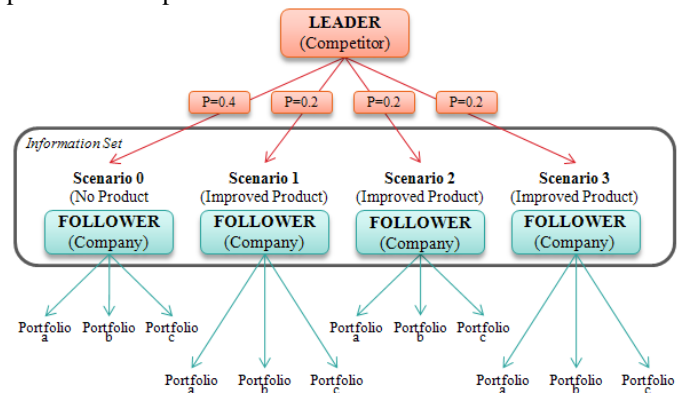 LEADER
(Competitor)
P=0.4 P=0.2 P=0.2 P=0.2
Information Set
Scenario 0 Scenario 1 Scenario 2 Scenario 3
(No Product (Improved Product) (Improved Product) (Improved Product)
FOLLOWER FOLLOWER FOLLOWER FOLLOWER
(Company) (Company) (Company) (Company)
Portfolio Portfolio Portfolio Portfolio Portfolio Portfolio
a b c a b c
Portfolio Portfolio Portfolio Portfolio Portfolio Portfolio
a b c a b c